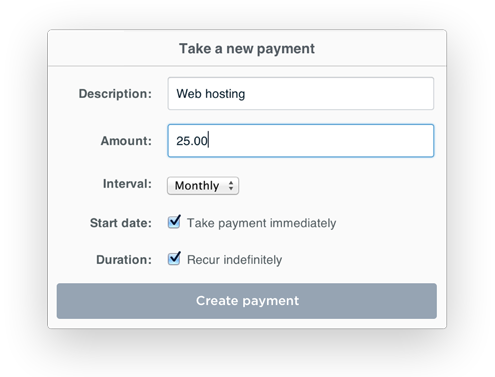 Take a new payment
Description: Web hosting
Amount: 25.00
Interval: Monthly
Start date: Take payment immediately
Duration: Recur indefinitely
Create payment